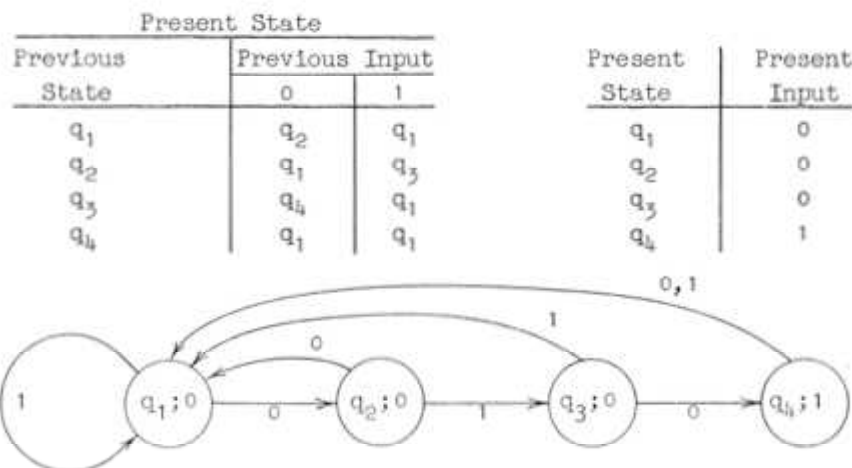 Present State
Previous Previous Input Present Present
State 0 1 State Input
q1 q2 q1 q1 0
q2 q1 q3 q2 0
q3 q4 q1 q3 0
q4 q1 q1 q4 1
0,1
1
0
1 q1;0 0 q2;0 1 q3;0 0 q4;1